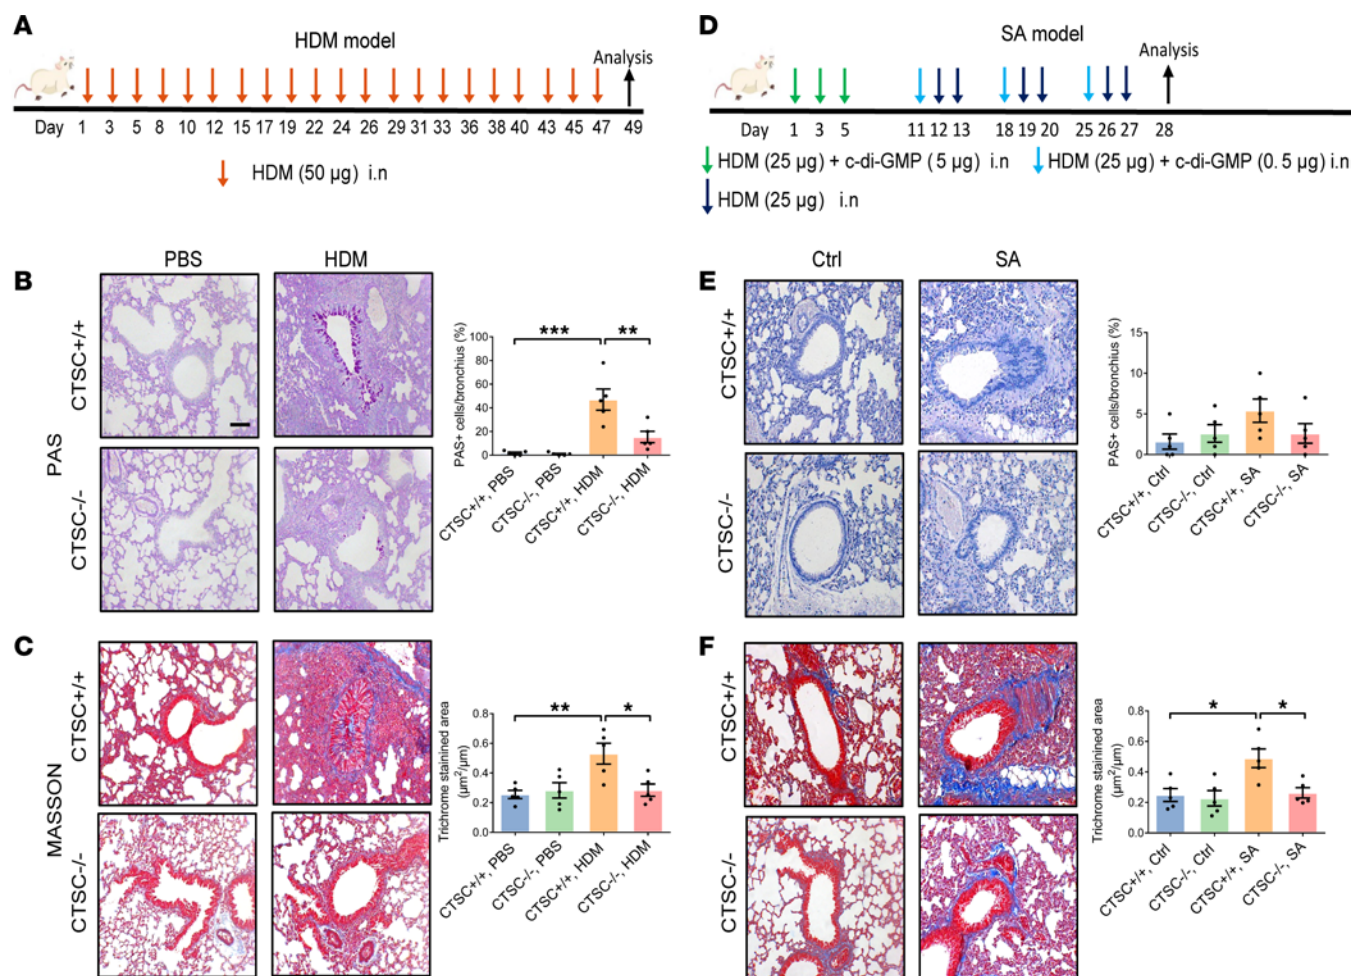 A
HDM model
Analysis
Day 1 3 5 8 10 12 15 17 19 22 24 26 29 31 33 36 38 40 43 45 47 49
HDM (50 µg) i.n
D
SA model
Analysis
Day 1 3 5 11 12 13 18 19 20 25 26 27 28
HDM (25 µg) + c-di-GMP ( 5 µg) i.n
HDM (25 µg) + c-di-GMP (0. 5 µg) i.n
HDM (25 µg) i.n
B
PBS
HDM
CTSC+/+
CTSC-/-
PAS
PAS+ cells/bronchius (%)
100
80
60
40
20
0
*** **
CTSC+/+, PBS
CTSC-/-, PBS
CTSC+/+, HDM
CTSC-/-, HDM
E
Ctrl
SA
CTSC+/+
CTSC-/-
PAS+ cells/bronchius (%)
15
10
5
0
CTSC+/+, Ctrl
CTSC-/-, Ctrl
CTSC+/+, SA
CTSC-/-, SA
C
CTSC+/+
CTSC-/-
MASSON
Trichrome stainined area
(µm2/µm)
0.8
0.6
0.4
0.2
0.0
** *
CTSC+/+, PBS
CTSC-/-, PBS
CTSC+/+, HDM
CTSC-/-, HDM
F
CTSC+/+
CTSC-/-
Trichrome stainined area
(µm2/µm)
0.8
0.6
0.4
0.2
0.0
* *
CTSC+/+, Ctrl
CTSC-/-, Ctrl
CTSC+/+, SA
CTSC-/-, SA